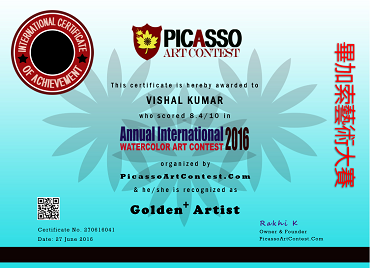 INTERNATIONAL CERTIFICATE
OF ACHIEVEMENT
PICASSO
ART CONTEST
This certificate is hereby awarded to
VISHAL KUMAR
who scored 8.4/10 in
Annual International
WATERCOLOR ART CONTEST
2016
organized by
PicassoArtContest.Com
& he/she is recognized as
Golden+ Artist
畢加索藝術大賽
Certificate No. 270616041
Date: 27 June 2016
Rakhi K
Owner & Founder
PicassoArtContest.Com